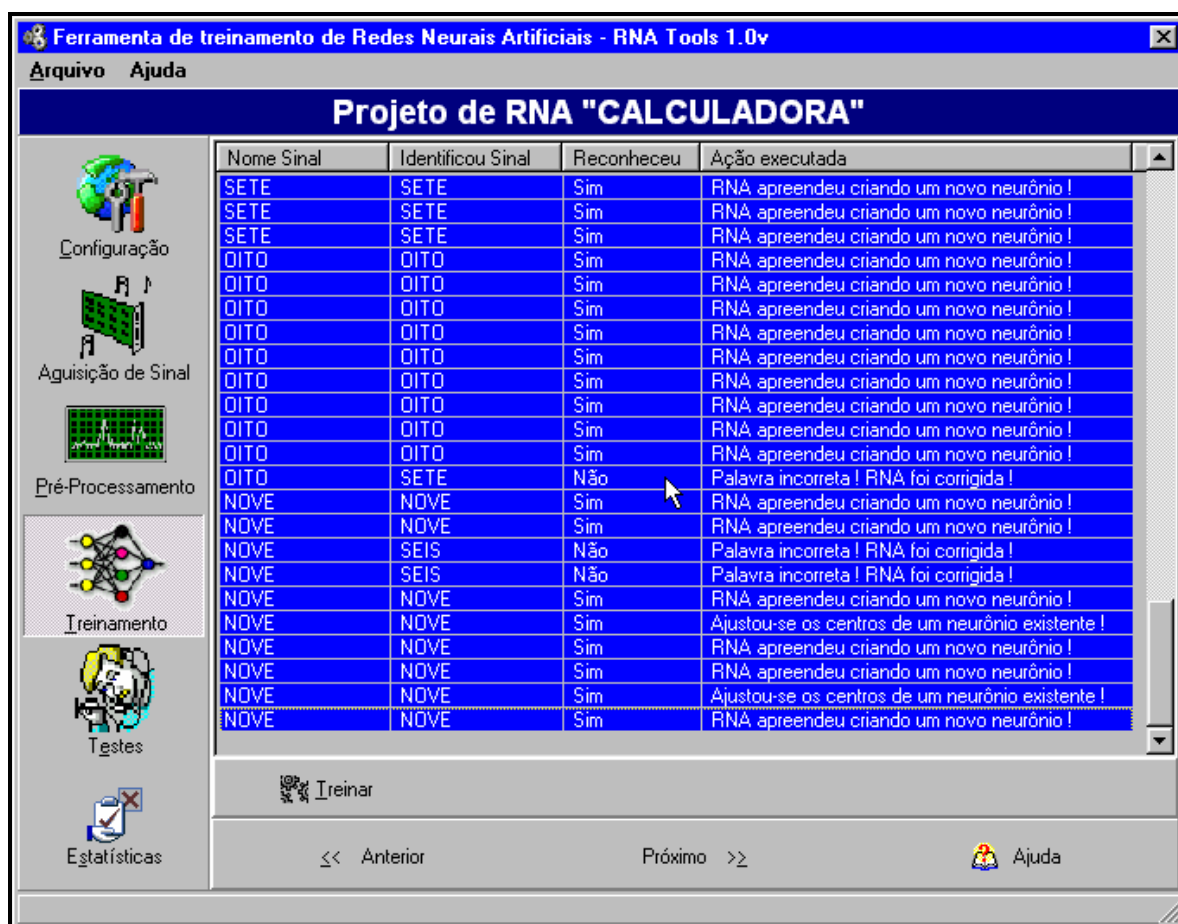 Ferramenta de treinamento de Redes Neurais Artificiais - RNA Tools 1.0v
Arquivo Ajuda
Projeto de RNA "CALCULADORA"
Nome Sinal Identificou Sinal Reconheceu Ação executada
SETE SETE Sim RNA apreendeu criando um novo neurônio !
SETE SETE Sim RNA apreendeu criando um novo neurônio !
SETE SETE Sim RNA apreendeu criando um novo neurônio !
OITO OITO Sim RNA apreendeu criando um novo neurônio !
OITO OITO Sim RNA apreendeu criando um novo neurônio !
OITO OITO Sim RNA apreendeu criando um novo neurônio !
OITO OITO Sim RNA apreendeu criando um novo neurônio !
OITO OITO Sim RNA apreendeu criando um novo neurônio !
OITO OITO Sim RNA apreendeu criando um novo neurônio !
OITO OITO Sim RNA apreendeu criando um novo neurônio !
OITO OITO Sim RNA apreendeu criando um novo neurônio !
OITO OITO Sim RNA apreendeu criando um novo neurônio !
OITO SETE Não Palavra incorreta ! RNA foi corrigida !
NOVE NOVE Sim RNA apreendeu criando um novo neurônio !
NOVE NOVE Sim RNA apreendeu criando um novo neurônio !
NOVE SEIS Não Palavra incorreta ! RNA foi corrigida !
NOVE SEIS Não Palavra incorreta ! RNA foi corrigida !
NOVE NOVE Sim RNA apreendeu criando um novo neurônio !
NOVE NOVE Sim Ajustou-se os centros de um neurônio existente !
NOVE NOVE Sim RNA apreendeu criando um novo neurônio !
NOVE NOVE Sim RNA apreendeu criando um novo neurônio !
NOVE NOVE Sim Ajustou-se os centros de um neurônio existente !
NOVE NOVE Sim RNA apreendeu criando um novo neurônio !
Configuração
Aquisição de Sinal
Pré-Processamento
Treinamento
Testes
Estatísticas
Treinar
<< Anterior Próximo >> Ajuda